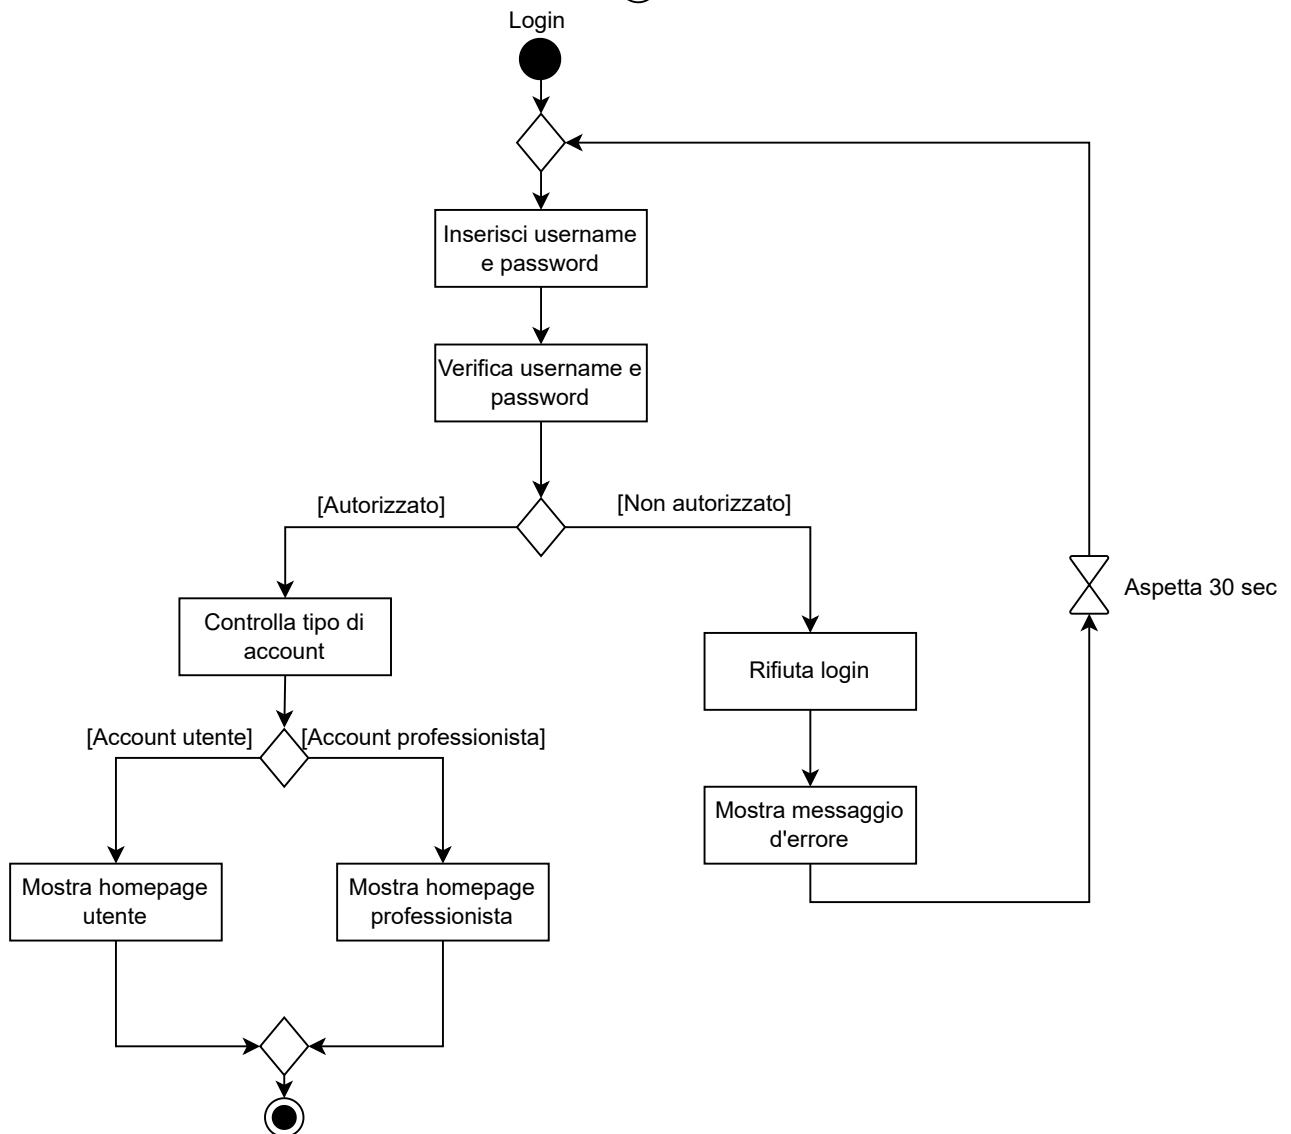 Login
Inserisci username
e password
Verifica username e
password
[Autorizzato]
[Non autorizzato]
Aspetta 30 sec
Controlla tipo di
account
Rifiuta login
[Account utente]
[Account professionista]
Mostra messaggio
d'errore
Mostra homepage
utente
Mostra homepage
professionista